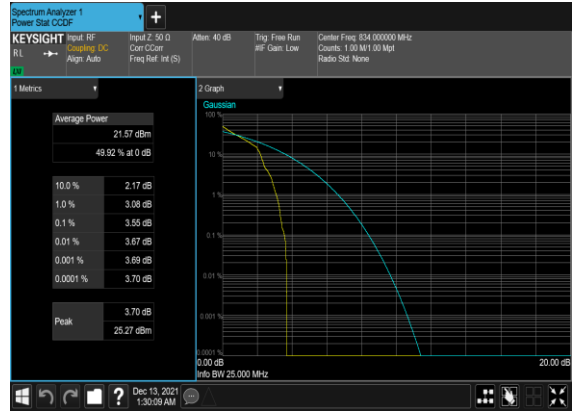 Spectrum Analyzer 1
Power Stat CCDF
+
KEYSIGHT
RL
Input: RF
Coupling: DC
Align: Auto
Input Z: 50 Ω
Corr CCorr
Freq Ref: Int (S)
Atten: 40 dB
Trig: Free Run
#IF Gain: Low
Center Freq: 834.000000 MHz
Counts: 1.00 M/1.00 Mpt
Radio Std: None
1 Metrics
Average Power
21.57 dBm
49.92 % at 0 dB
10.0 % 2.17 dB
1.0 % 3.08 dB
0.1 % 3.55 dB
0.01 % 3.67 dB
0.001 % 3.69 dB
0.0001 % 3.70 dB
Peak
3.70 dB
25.27 dBm
2 Graph
Gaussian
100 %
10 %
1 %
0.1 %
0.01 %
0.001 %
0.0001 %
0.00 dB
20.00 dB
Info BW 25.000 MHz
?
Dec 13, 2021
1:30:09 AM